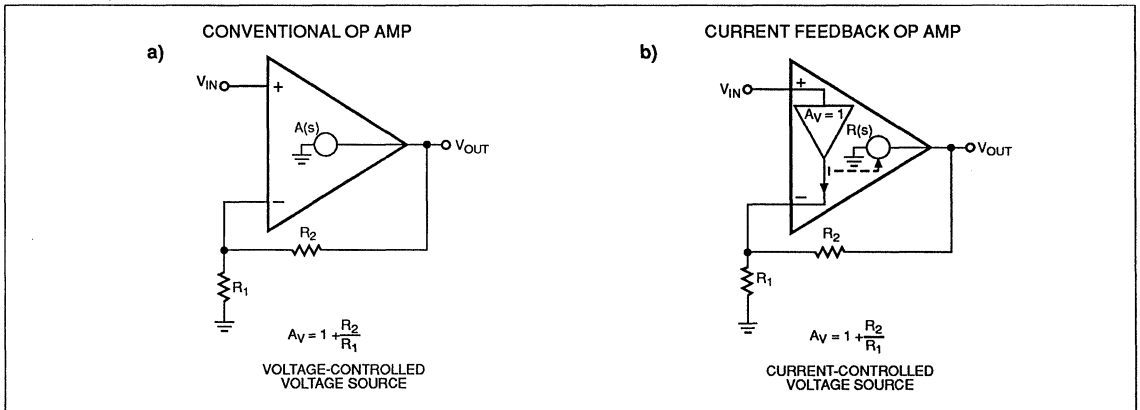 CONVENTIONAL OP AMP
a)
VIN
+
A(s)
VOUT
−
R2
R1
AV = 1 + R2/R1
VOLTAGE-CONTROLLED
VOLTAGE SOURCE
CURRENT FEEDBACK OP AMP
b)
VIN
+
AV = 1
R(s)
I
VOUT
−
R2
R1
AV = 1 + R2/R1
CURRENT-CONTROLLED
VOLTAGE SOURCE